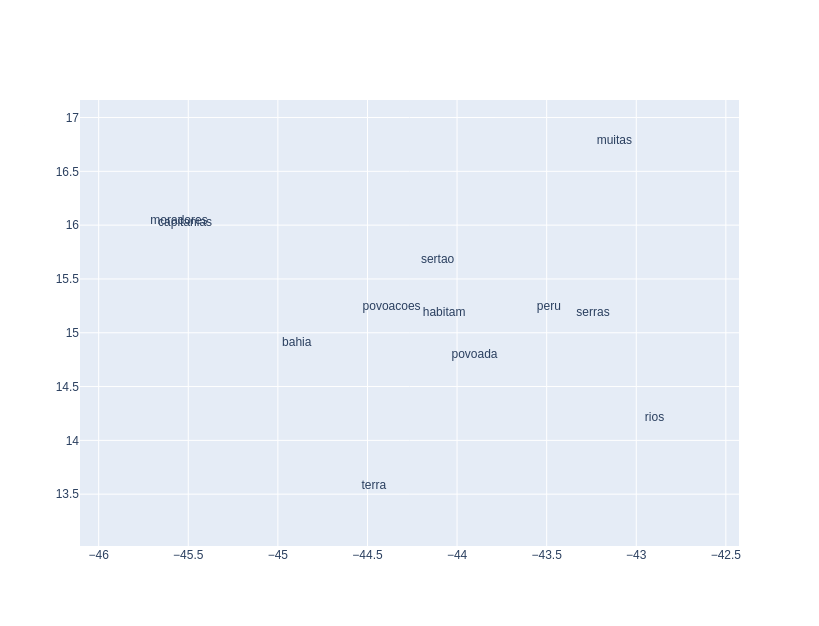 17
muitas
16.5
moradores
capitanias
16
sertao
15.5
povoacoes
habitam
peru
serras
15
bahia
povoada
14.5
rios
14
terra
13.5
−46
−45.5
−45
−44.5
−44
−43.5
−43
−42.5